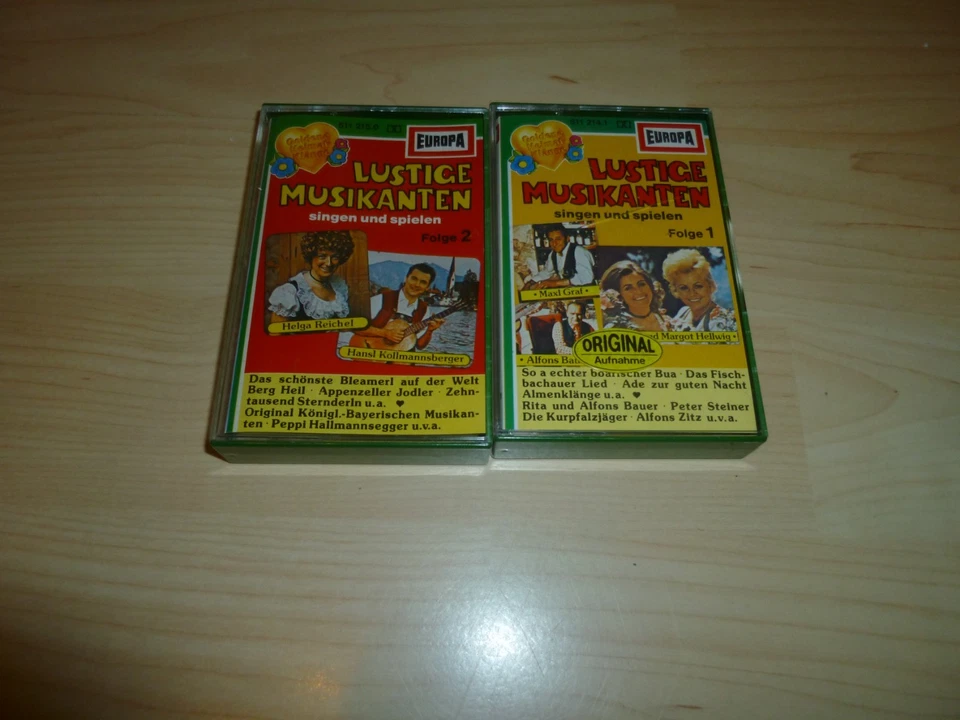 EUROPA
LUSTIGE
MUSIKANTEN
singen und spielen
Folge 2
Helga Reichel
Hansl Kollmannsberger
Das schönste Bleamerl auf der Welt
Berg Heil · Appenzeller Jodler · Zehn-
tausend Sternderln u.a. ♥
Original Königl.-Bayerischen Musikan-
ten · Peppi Hallmannsegger u.v.a.
EUROPA
LUSTIGE
MUSIKANTEN
singen und spielen
Folge 1
• Maxl Graf •
Margot Hellwig •
• Alfons
ORIGINAL
Aufnahme
So a echter boarischer Bua · Das Fisch-
bachauer Lied · Ade zur guten Nacht
Almenklänge u.a. ♥
Rita und Alfons Bauer · Peter Steiner
Die Kurpfalzjäger · Alfons Zitz u.v.a.